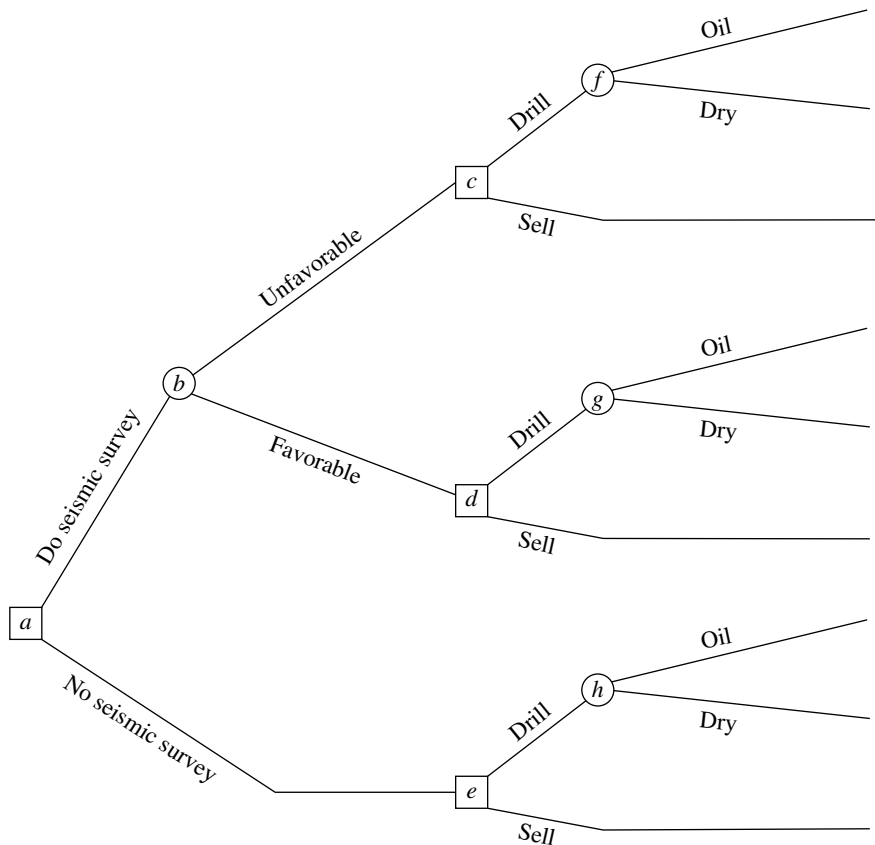 Oil
f
Drill
Dry
c
Sell
Unfavorable
Oil
b
g
Drill
Dry
Favorable
d
Do seismic survey
Sell
a
Oil
No seismic survey
h
Drill
Dry
e
Sell